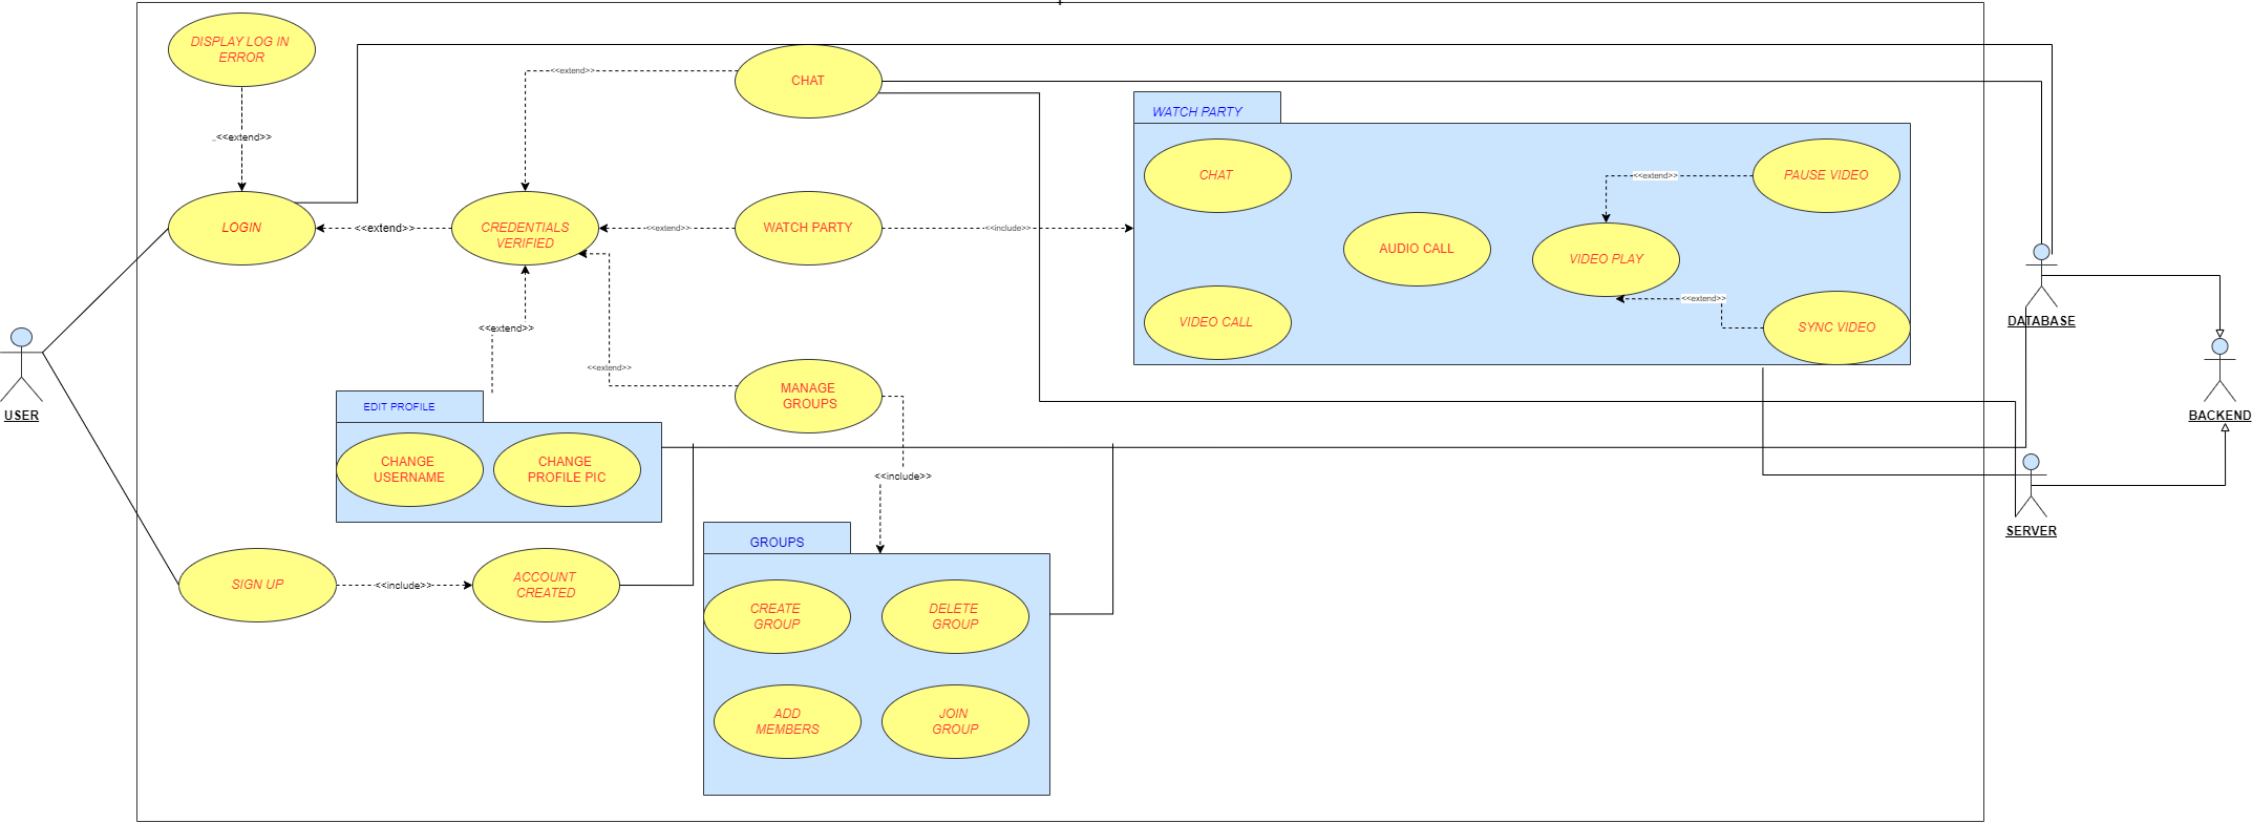 DISPLAY LOG IN
ERROR
<<extend>>
CHAT
WATCH PARTY
<<extend>>
CHAT
<<extend>>
PAUSE VIDEO
LOGIN
<<extend>>
CREDENTIALS
VERIFIED
<<extend>>
WATCH PARTY
<<include>>
AUDIO CALL
VIDEO PLAY
<<extend>>
VIDEO CALL
SYNC VIDEO
DATABASE
<<extend>>
<<extend>>
MANAGE
GROUPS
USER
BACKEND
EDIT PROFILE
CHANGE
USERNAME
CHANGE
PROFILE PIC
<<include>>
SERVER
GROUPS
SIGN UP
<<include>>
ACCOUNT
CREATED
CREATE
GROUP
DELETE
GROUP
ADD
MEMBERS
JOIN
GROUP